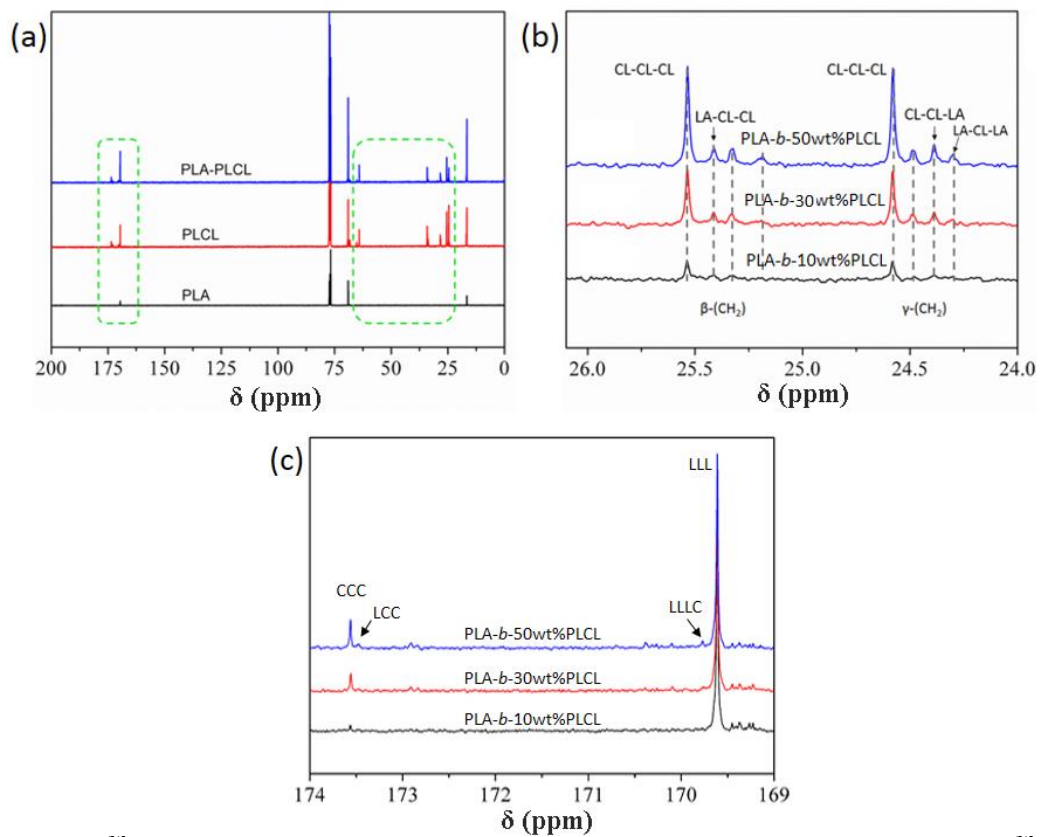 (a)
PLA-PLCL
PLCL
PLA
200 175 150 125 100 75 50 25 0
δ (ppm)
(b)
CL-CL-CL
CL-CL-CL
LA-CL-CL
CL-CL-LA
LA-CL-LA
PLA-b-50wt%PLCL
PLA-b-30wt%PLCL
PLA-b-10wt%PLCL
β-(CH₂)
γ-(CH₂)
26.0 25.5 25.0 24.5 24.0
δ (ppm)
(c)
LLL
CCC
LCC
LLLC
PLA-b-50wt%PLCL
PLA-b-30wt%PLCL
PLA-b-10wt%PLCL
174 173 172 171 170 169
δ (ppm)